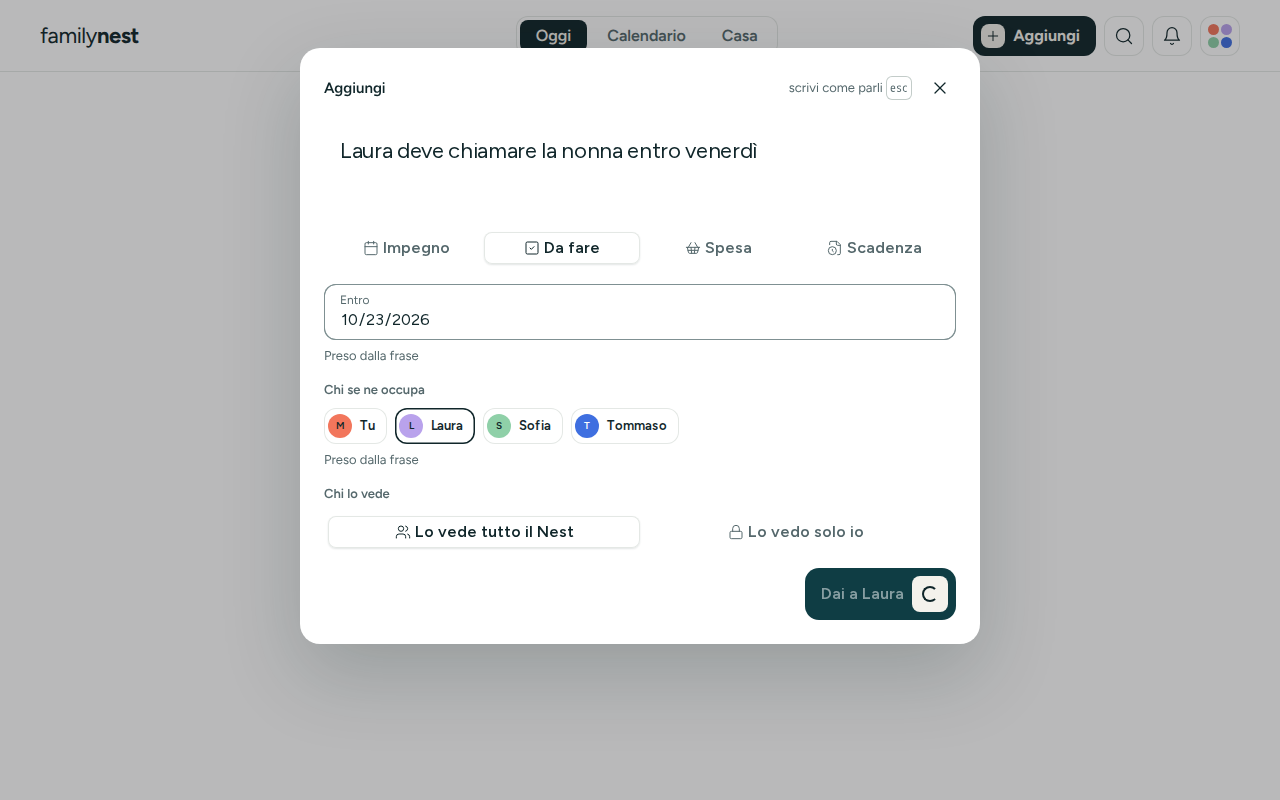 familynest
Oggi Calendario Casa
Aggiungi
Aggiungi
scrivi come parli esc
Laura deve chiamare la nonna entro venerdì
Impegno Da fare Spesa Scadenza
Entro
10/23/2026
Preso dalla frase
Chi se ne occupa
M Tu L Laura S Sofia T Tommaso
Preso dalla frase
Chi lo vede
Lo vede tutto il Nest Lo vedo solo io
Dai a Laura